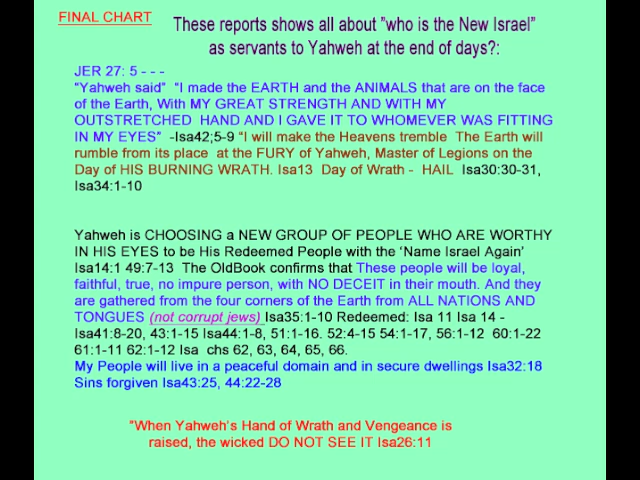 FINAL CHART
These reports shows all about "who is the New Israel"
as servants to Yahweh at the end of days?:
JER 27: 5 - - -
"Yahweh said" "I made the EARTH and the ANIMALS that are on the face
of the Earth, With MY GREAT STRENGTH AND WITH MY
OUTSTRETCHED HAND AND I GAVE IT TO WHOMEVER WAS FITTING
IN MY EYES" -Isa42;5-9 "I will make the Heavens tremble The Earth will
rumble from its place at the FURY of Yahweh, Master of Legions on the
Day of HIS BURNING WRATH. Isa13 Day of Wrath - HAIL Isa30:30-31,
Isa34:1-10
Yahweh is CHOOSING a NEW GROUP OF PEOPLE WHO ARE WORTHY
IN HIS EYES to be His Redeemed People with the 'Name Israel Again'
Isa14:1 49:7-13 The OldBook confirms that These people will be loyal,
faithful, true, no impure person, with NO DECEIT in their mouth. And they
are gathered from the four corners of the Earth from ALL NATIONS AND
TONGUES (not corrupt jews) Isa35:1-10 Redeemed: Isa 11 Isa 14 -
Isa41:8-20, 43:1-15 Isa44:1-8, 51:1-16. 52:4-15 54:1-17, 56:1-12 60:1-22
61:1-11 62:1-12 Isa chs 62, 63, 64, 65, 66.
My People will live in a peaceful domain and in secure dwellings Isa32:18
Sins forgiven Isa43:25, 44:22-28
"When Yahweh's Hand of Wrath and Vengeance is
raised, the wicked DO NOT SEE IT Isa26:11